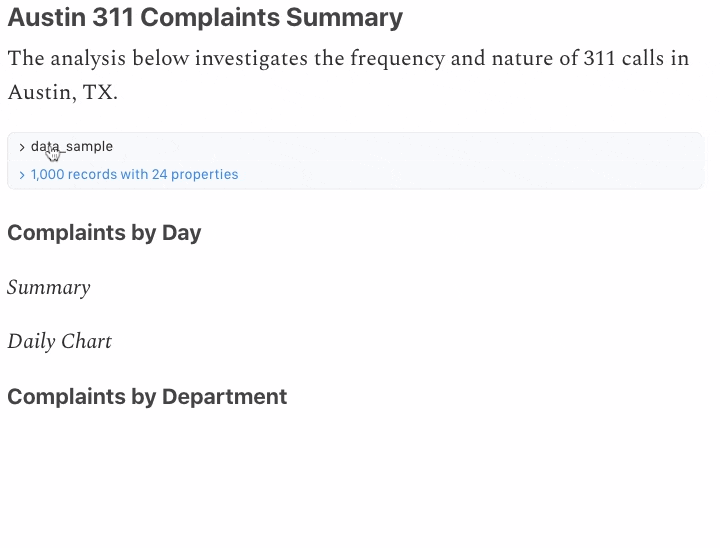 Austin 311 Complaints Summary
The analysis below investigates the frequency and nature of 311 calls in
Austin, TX.
> data_sample
> 1,000 records with 24 properties
Complaints by Day
Summary
Daily Chart
Complaints by Department